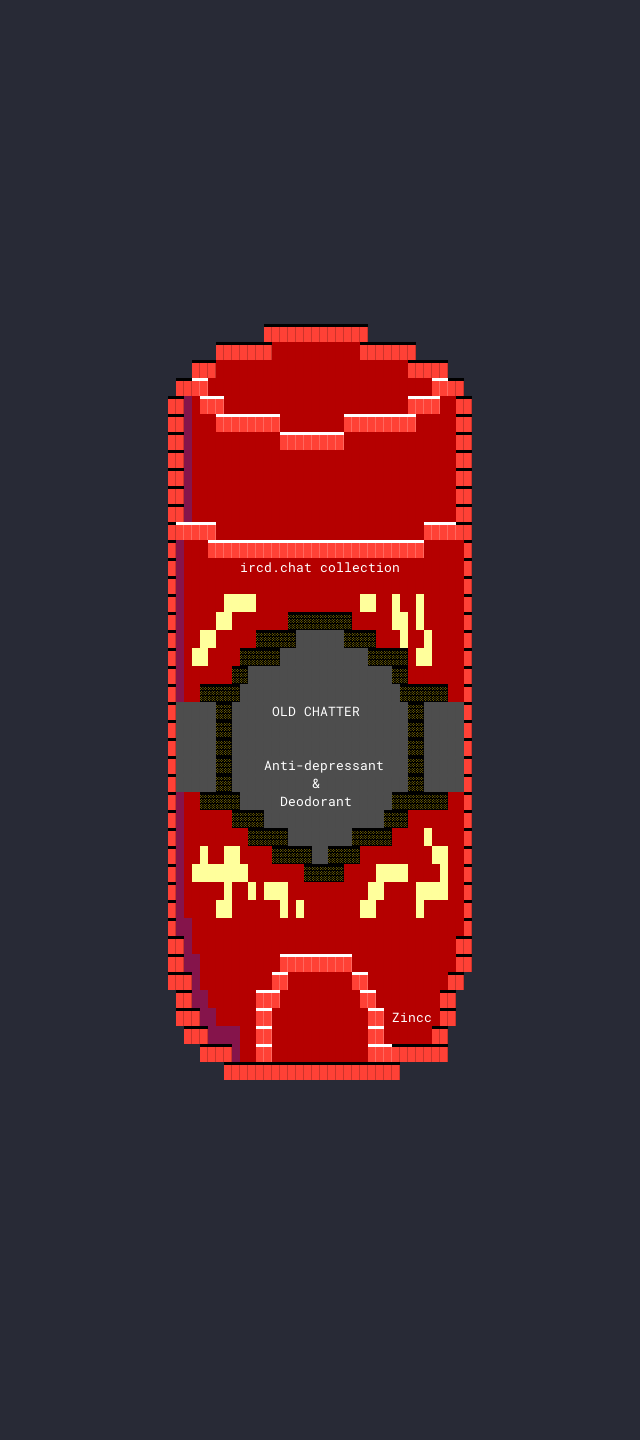 ircd.chat collection
OLD CHATTER
Anti-depressant
&
Deodorant
Zincc